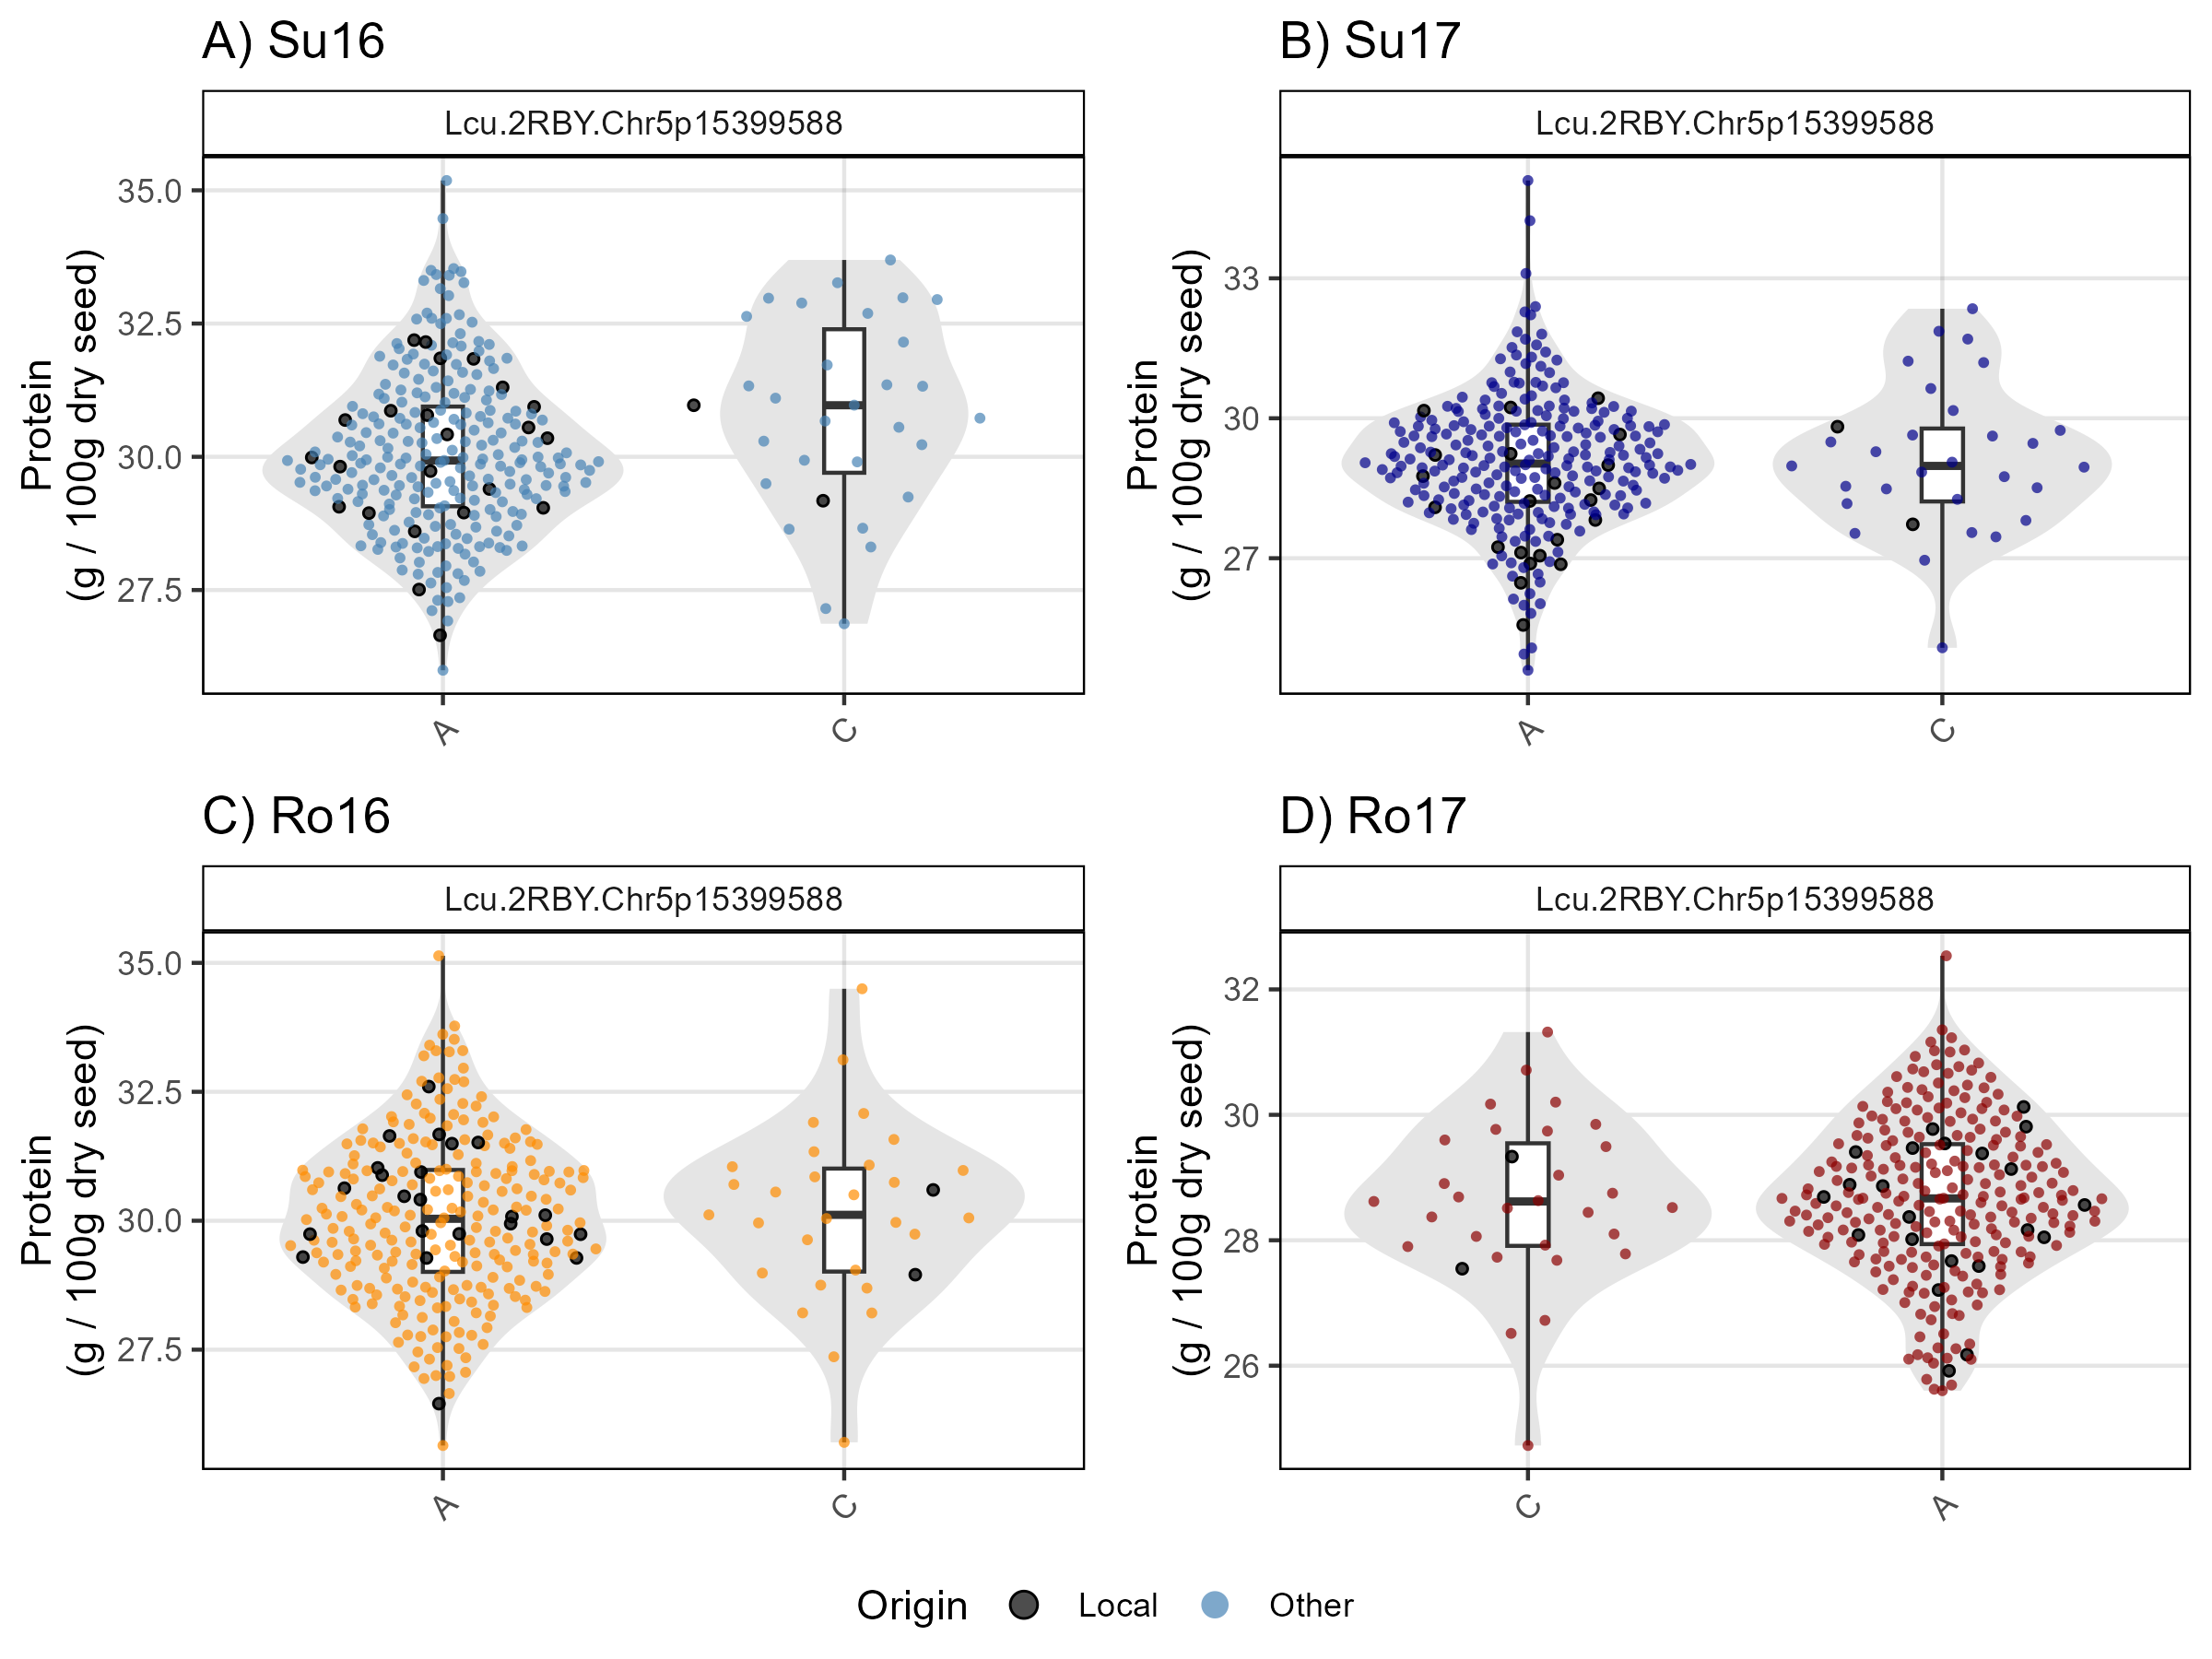 A) Su16
Lcu.2RBY.Chr5p15399588
Protein
(g / 100g dry seed)
35.0
32.5
30.0
27.5
A
C
B) Su17
Lcu.2RBY.Chr5p15399588
Protein
(g / 100g dry seed)
33
30
27
A
C
C) Ro16
Lcu.2RBY.Chr5p15399588
Protein
(g / 100g dry seed)
35.0
32.5
30.0
27.5
A
C
D) Ro17
Lcu.2RBY.Chr5p15399588
Protein
(g / 100g dry seed)
32
30
28
26
C
A
Origin Local Other